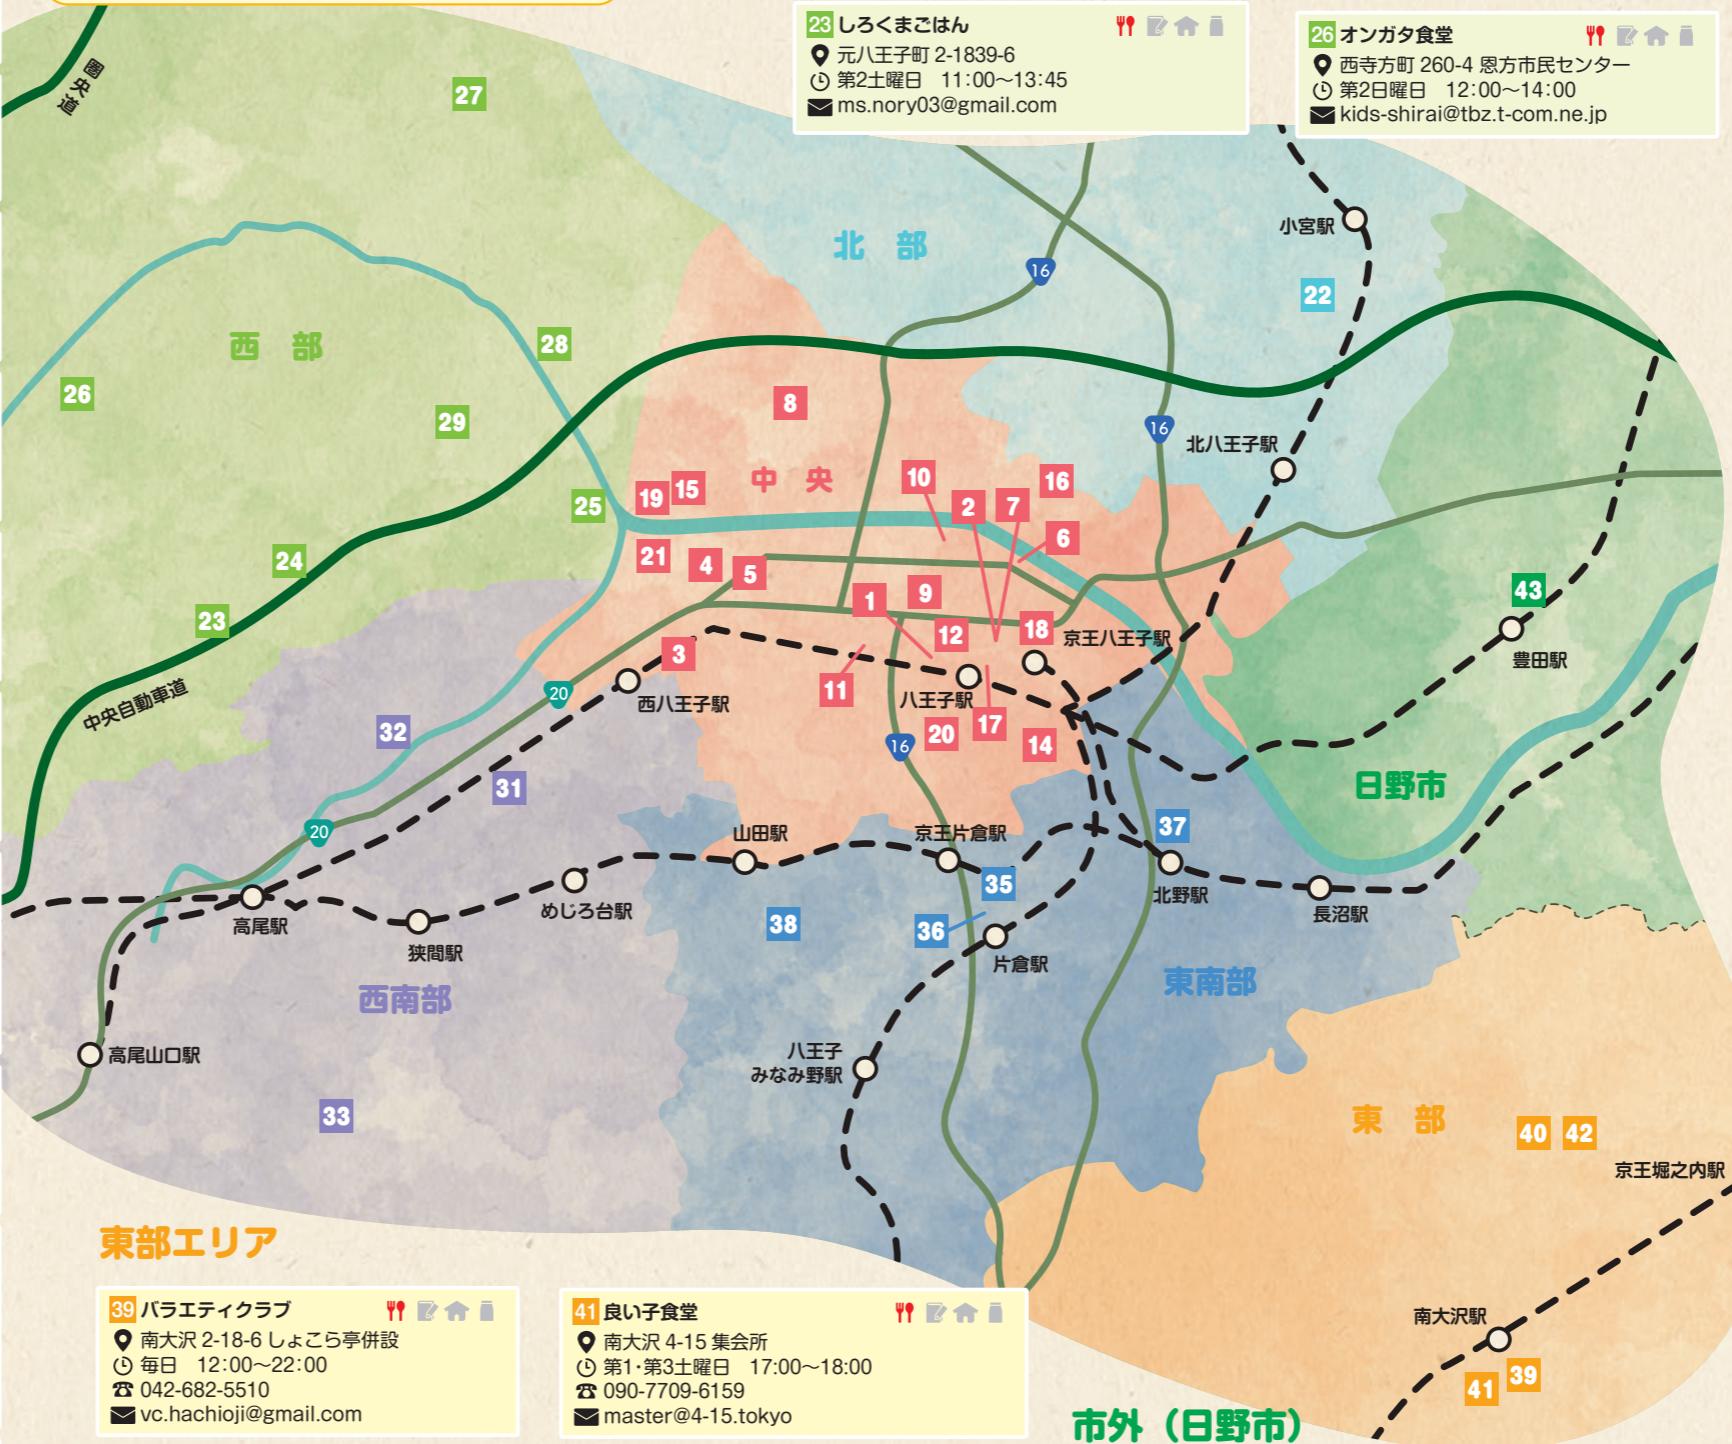 23 しろくまごはん
元八王子町 2-1839-6
第2土曜日　11:00～13:45
ms.nory03@gmail.com
26 オンガタ食堂
西寺方町 260-4 恩方市民センター
第2日曜日　12:00～14:00
kids-shirai@tbz.t-com.ne.jp
圏央道
27
小宮駅
北　部
16
22
西　部
28
26
8
29
16
北八王子駅
中　央
10
16
19
15
2
7
25
6
21
4
5
24
43
1
9
23
12
18
京王八王子駅
3
豊田駅
11
八王子駅
20
西八王子駅
中央自動車道
32
20
17
14
16
31
日野市
20
山田駅
京王片倉駅
37
35
高尾駅
めじろ台駅
北野駅
長沼駅
38
36
狭間駅
片倉駅
西南部
東南部
高尾山口駅
八王子
みなみ野駅
33
東　部
40
42
京王堀之内駅
東部エリア
39 バラエティクラブ
南大沢 2-18-6 しょこら亭併設
毎日　12:00～22:00
042-682-5510
vc.hachioji@gmail.com
41 良い子食堂
南大沢 4-15 集会所
第1・第3土曜日　17:00～18:00
090-7709-6159
master@4-15.tokyo
南大沢駅
41
39
市外（日野市）